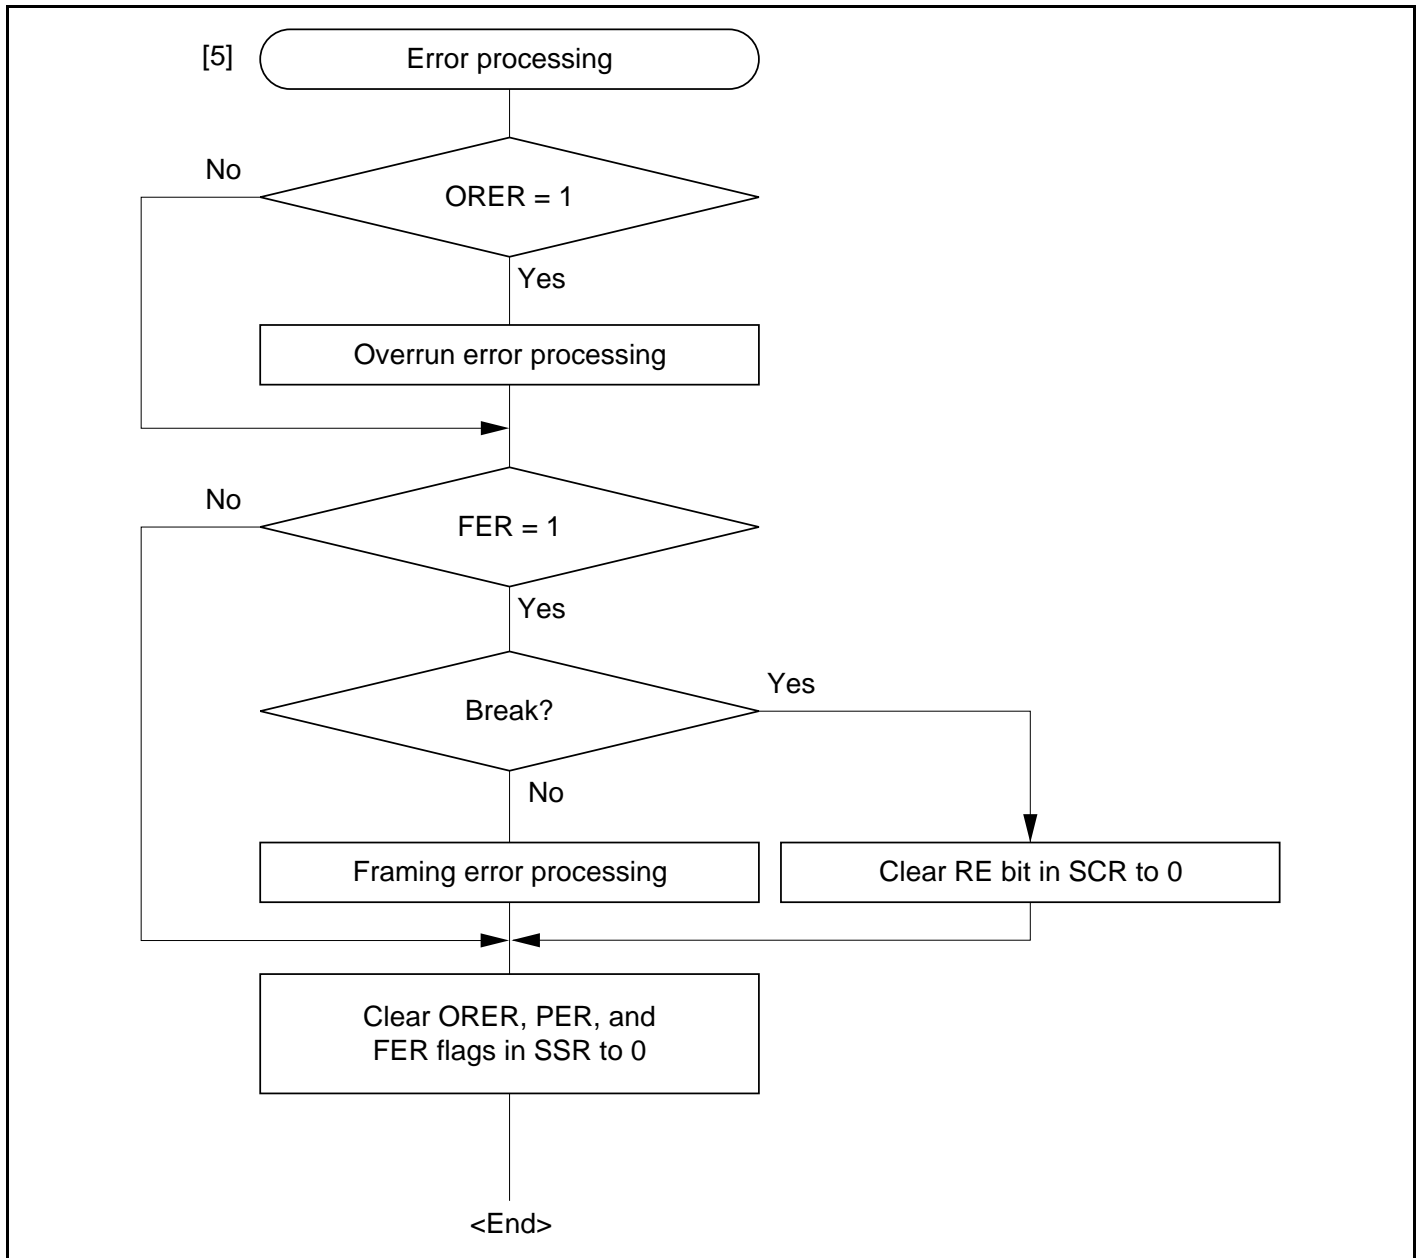 [5] Error processing
No
ORER = 1
Yes
Overrun error processing
No
FER = 1
Yes
Yes
Break?
No
Framing error processing
Clear RE bit in SCR to 0
Clear ORER, PER, and
FER flags in SSR to 0
<End>